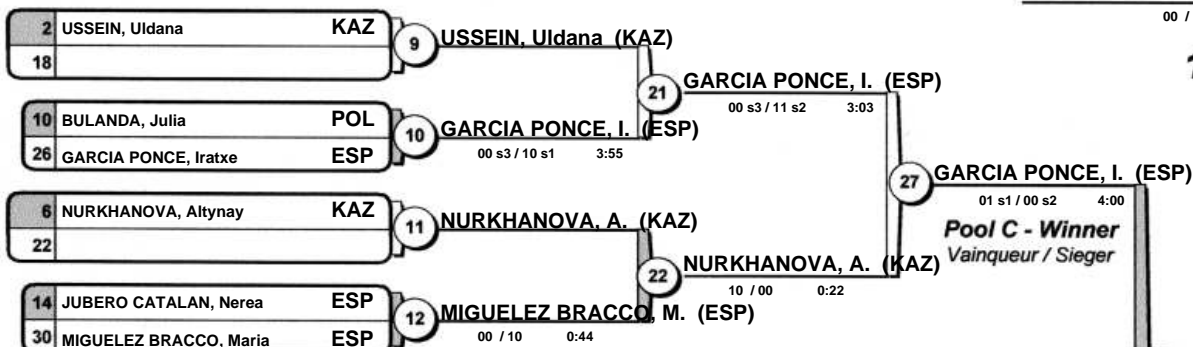 00 /
2 USSEIN, Uldana KAZ
18
9
USSEIN, Uldana (KAZ)
10 BULANDA, Julia POL
26 GARCIA PONCE, Iratxe ESP
10
GARCIA PONCE, I. (ESP)
00 s3 / 10 s1 3:55
21
GARCIA PONCE, I. (ESP)
00 s3 / 11 s2 3:03
6 NURKHANOVA, Altynay KAZ
22
11
NURKHANOVA, A. (KAZ)
14 JUBERO CATALAN, Nerea ESP
30 MIGUELEZ BRACCO, Maria ESP
12
MIGUELEZ BRACCO, M. (ESP)
00 / 10 0:44
22
NURKHANOVA, A. (KAZ)
10 / 00 0:22
27
GARCIA PONCE, I. (ESP)
01 s1 / 00 s2 4:00
Pool C - Winner
Vainqueur / Sieger